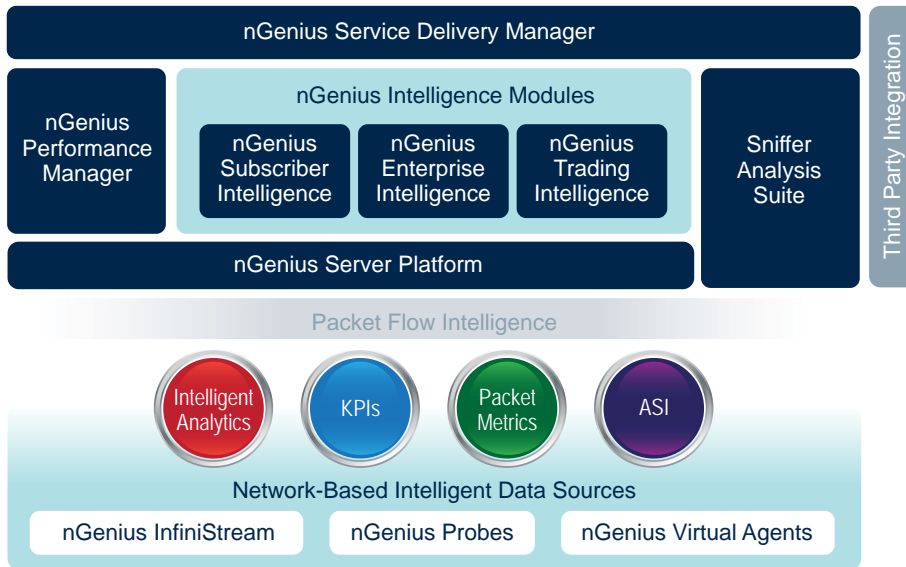 nGenius Service Delivery Manager
Third Party Integration
nGenius
Performance
Manager
nGenius Intelligence Modules
nGenius
Subscriber
Intelligence
nGenius
Enterprise
Intelligence
nGenius
Trading
Intelligence
Sniffer
Analysis
Suite
nGenius Server Platform
Packet Flow Intelligence
Intelligent
Analytics
KPIs
Packet
Metrics
ASI
Network-Based Intelligent Data Sources
nGenius InfiniStream
nGenius Probes
nGenius Virtual Agents